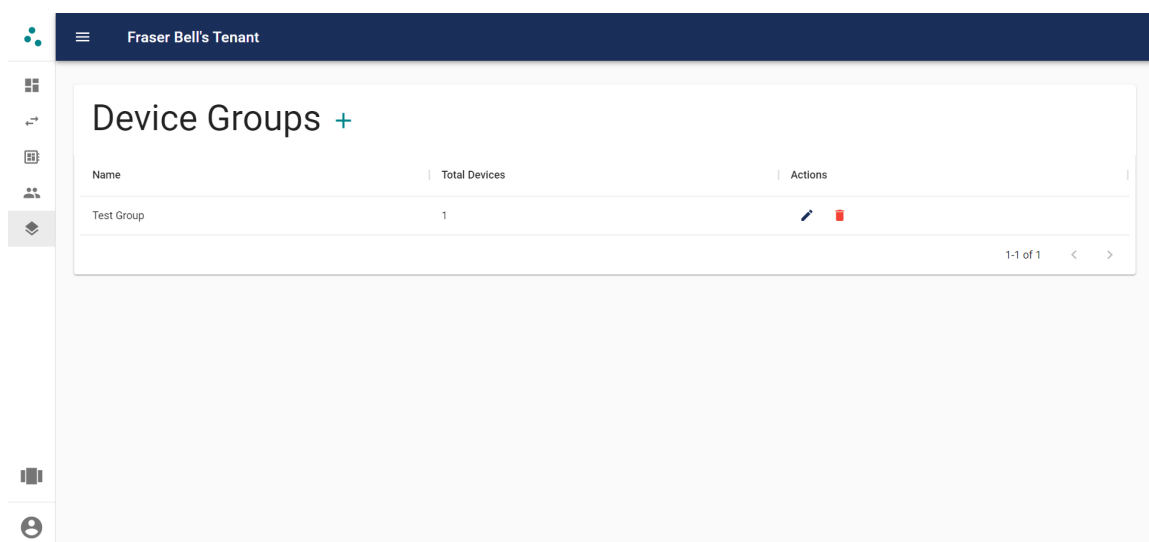 Fraser Bell's Tenant
Device Groups +
Name Total Devices Actions
Test Group 1
1-1 of 1